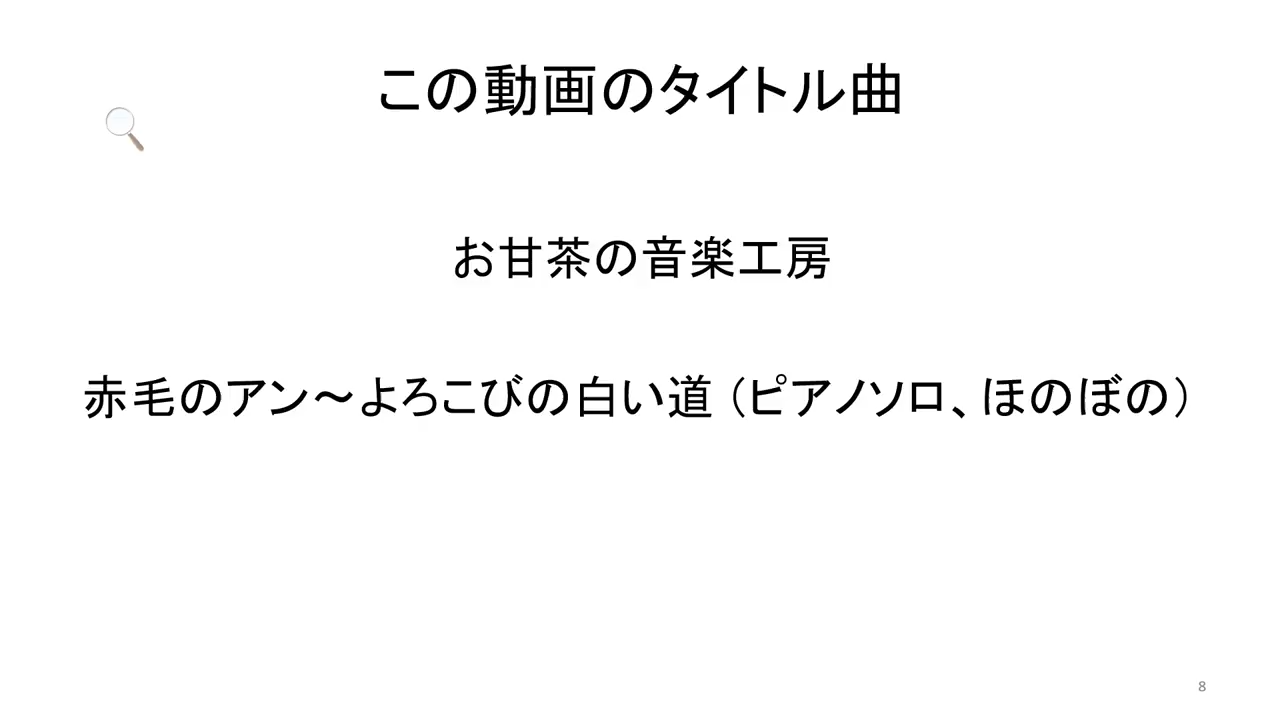 この動画のタイトル曲
お甘茶の音楽工房
赤毛のアン～よろこびの白い道（ピアノソロ、ほのぼの）
8